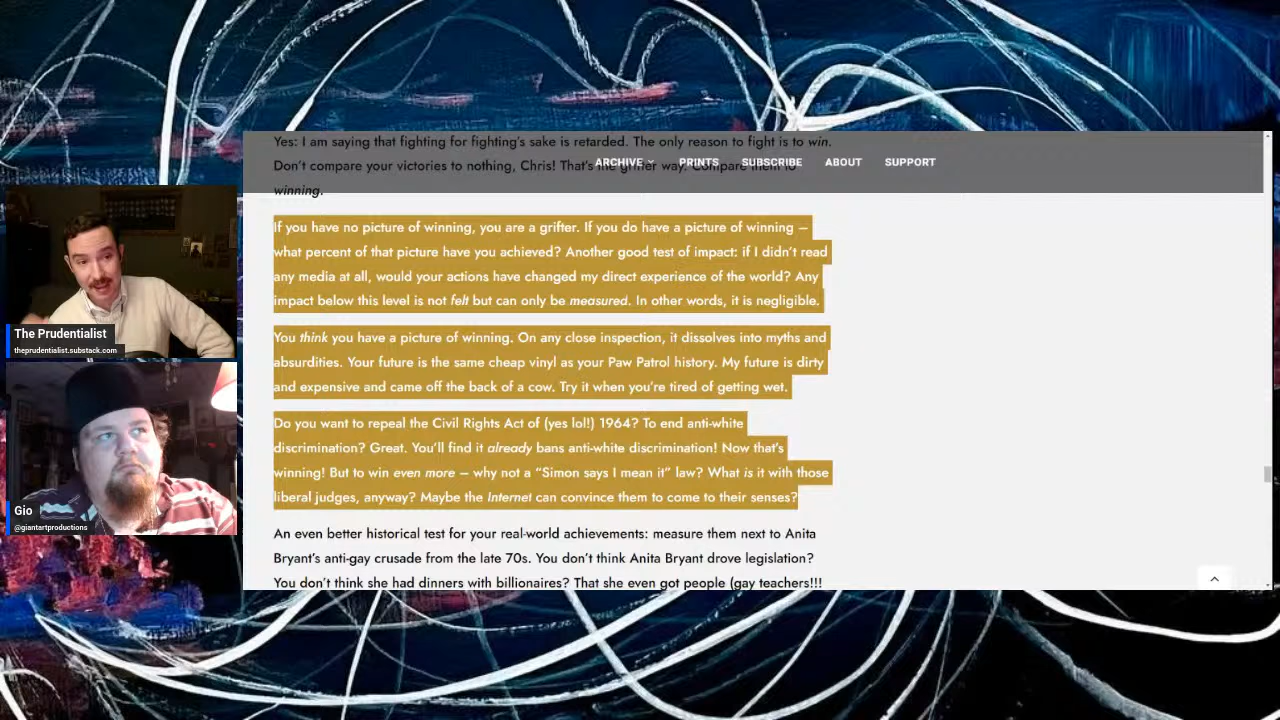 Yes: I am saying that fighting for fighting's sake is retarded. The only reason to fight is to win.
ARCHIVE PRINTS SUBSCRIBE ABOUT SUPPORT
Don't compare your victories to nothing, Chris! That's the grifter way. Compare them to
winning.
If you have no picture of winning, you are a grifter. If you do have a picture of winning –
what percent of that picture have you achieved? Another good test of impact: if I didn't read
any media at all, would your actions have changed my direct experience of the world? Any
impact below this level is not felt but can only be measured. In other words, it is negligible.
You think you have a picture of winning. On any close inspection, it dissolves into myths and
absurdities. Your future is the same cheap vinyl as your Paw Patrol history. My future is dirty
and expensive and came off the back of a cow. Try it when you're tired of getting wet.
Do you want to repeal the Civil Rights Act of (yes lol!) 1964? To end anti-white
discrimination? Great. You'll find it already bans anti-white discrimination! Now that's
winning! But to win even more – why not a “Simon says I mean it” law? What is it with those
liberal judges, anyway? Maybe the Internet can convince them to come to their senses?
An even better historical test for your real-world achievements: measure them next to Anita
Bryant's anti-gay crusade from the late 70s. You don't think Anita Bryant drove legislation?
You don't think she had dinners with billionaires? That she even got people (gay teachers!!!
The Prudentialist
theprudentialist.substack.com
Gio
@giantartproductions